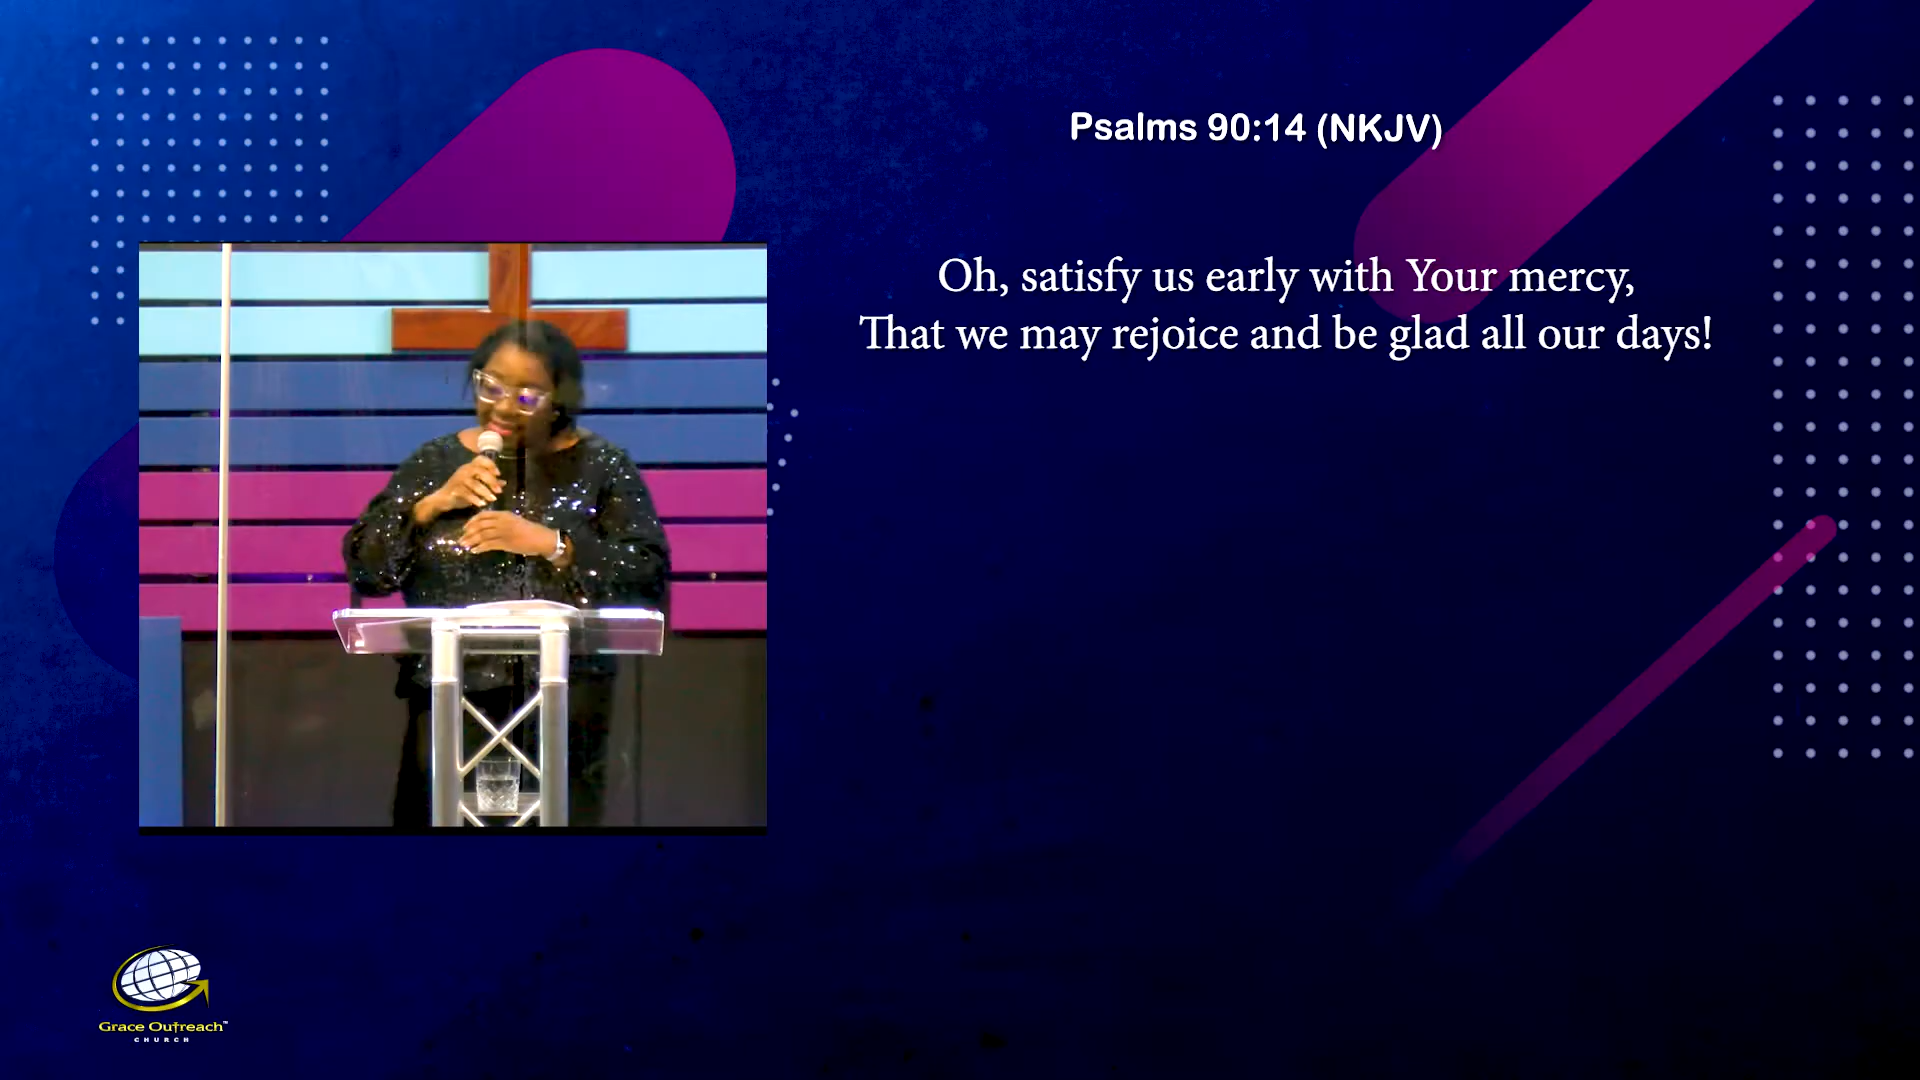 Psalms 90:14 (NKJV)
Oh, satisfy us early with Your mercy,
That we may rejoice and be glad all our days!
Grace Outreach™
CHURCH